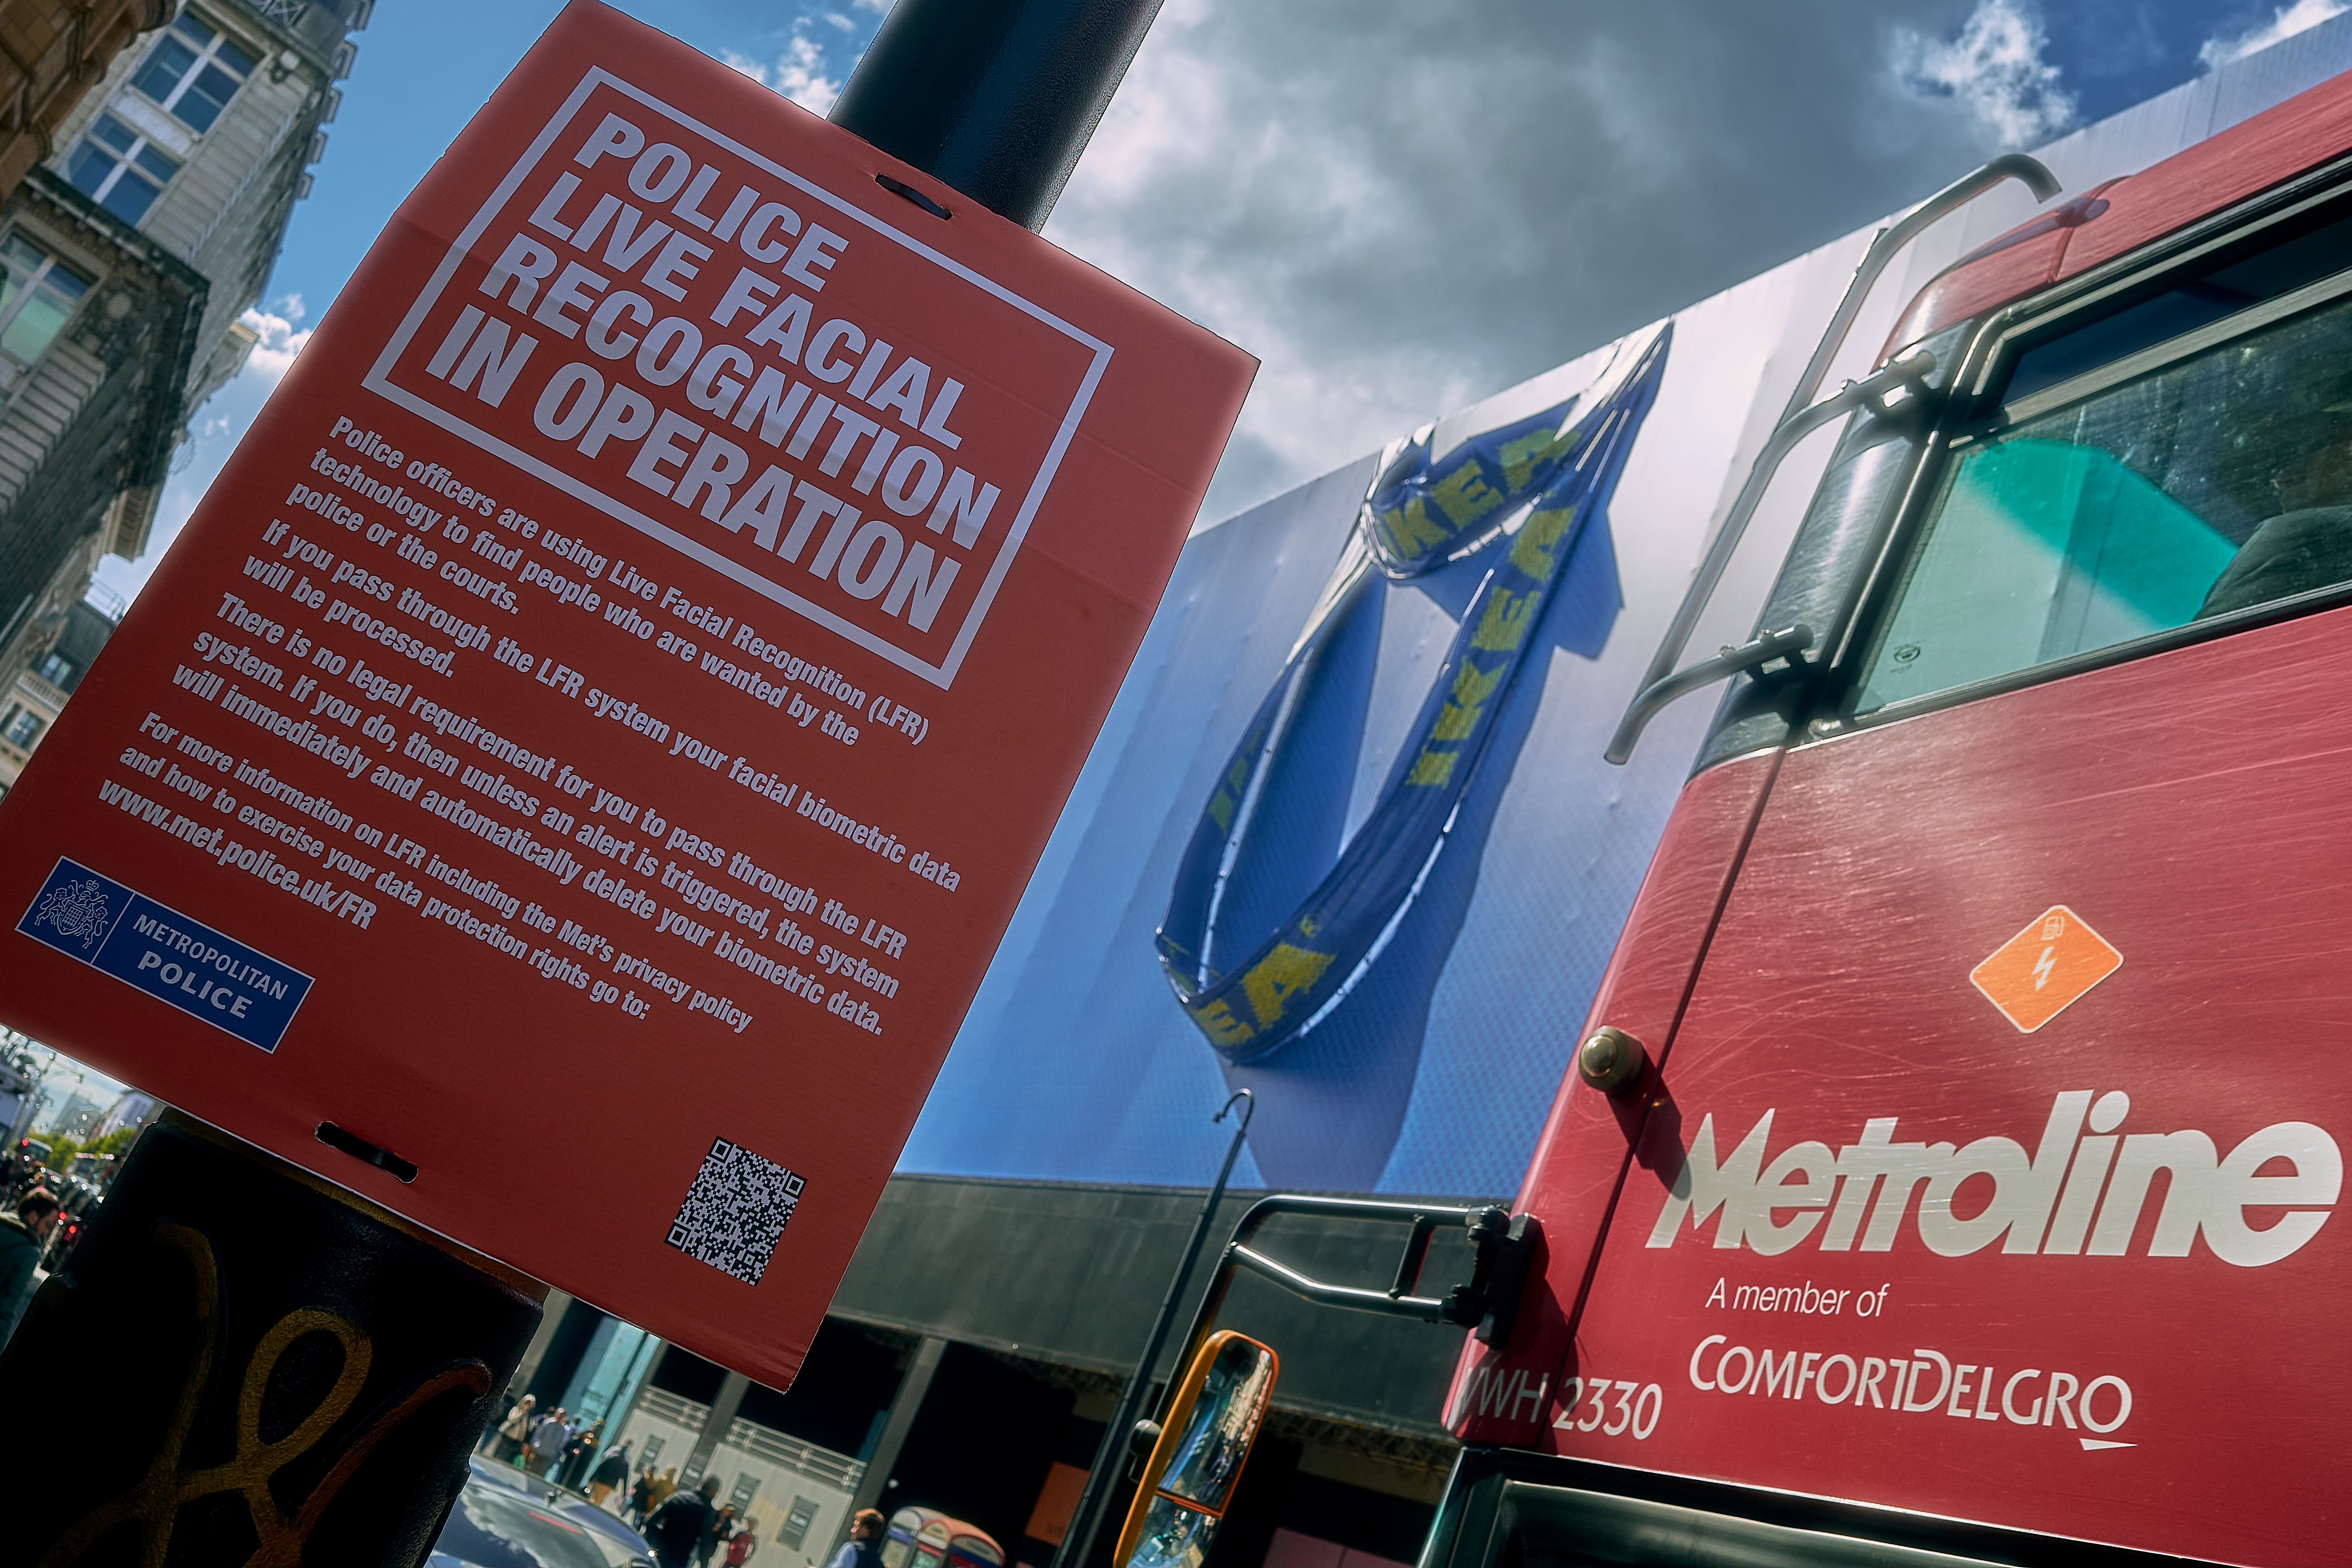 POLICE
LIVE FACIAL
RECOGNITION
IN OPERATION
Police officers are using Live Facial Recognition (LFR)
technology to find people who are wanted by the
police or the courts.
If you pass through the LFR system your facial biometric data
will be processed.
There is no legal requirement for you to pass through the LFR
system. If you do, then unless an alert is triggered, the system
will immediately and automatically delete your biometric data.
For more information on LFR including the Met's privacy policy
and how to exercise your data protection rights go to:
www.met.police.uk/FR
METROPOLITAN
POLICE
IKEA
IKEA
EA
Metroline
A member of
COMFORTDELGRO
VWH 2330